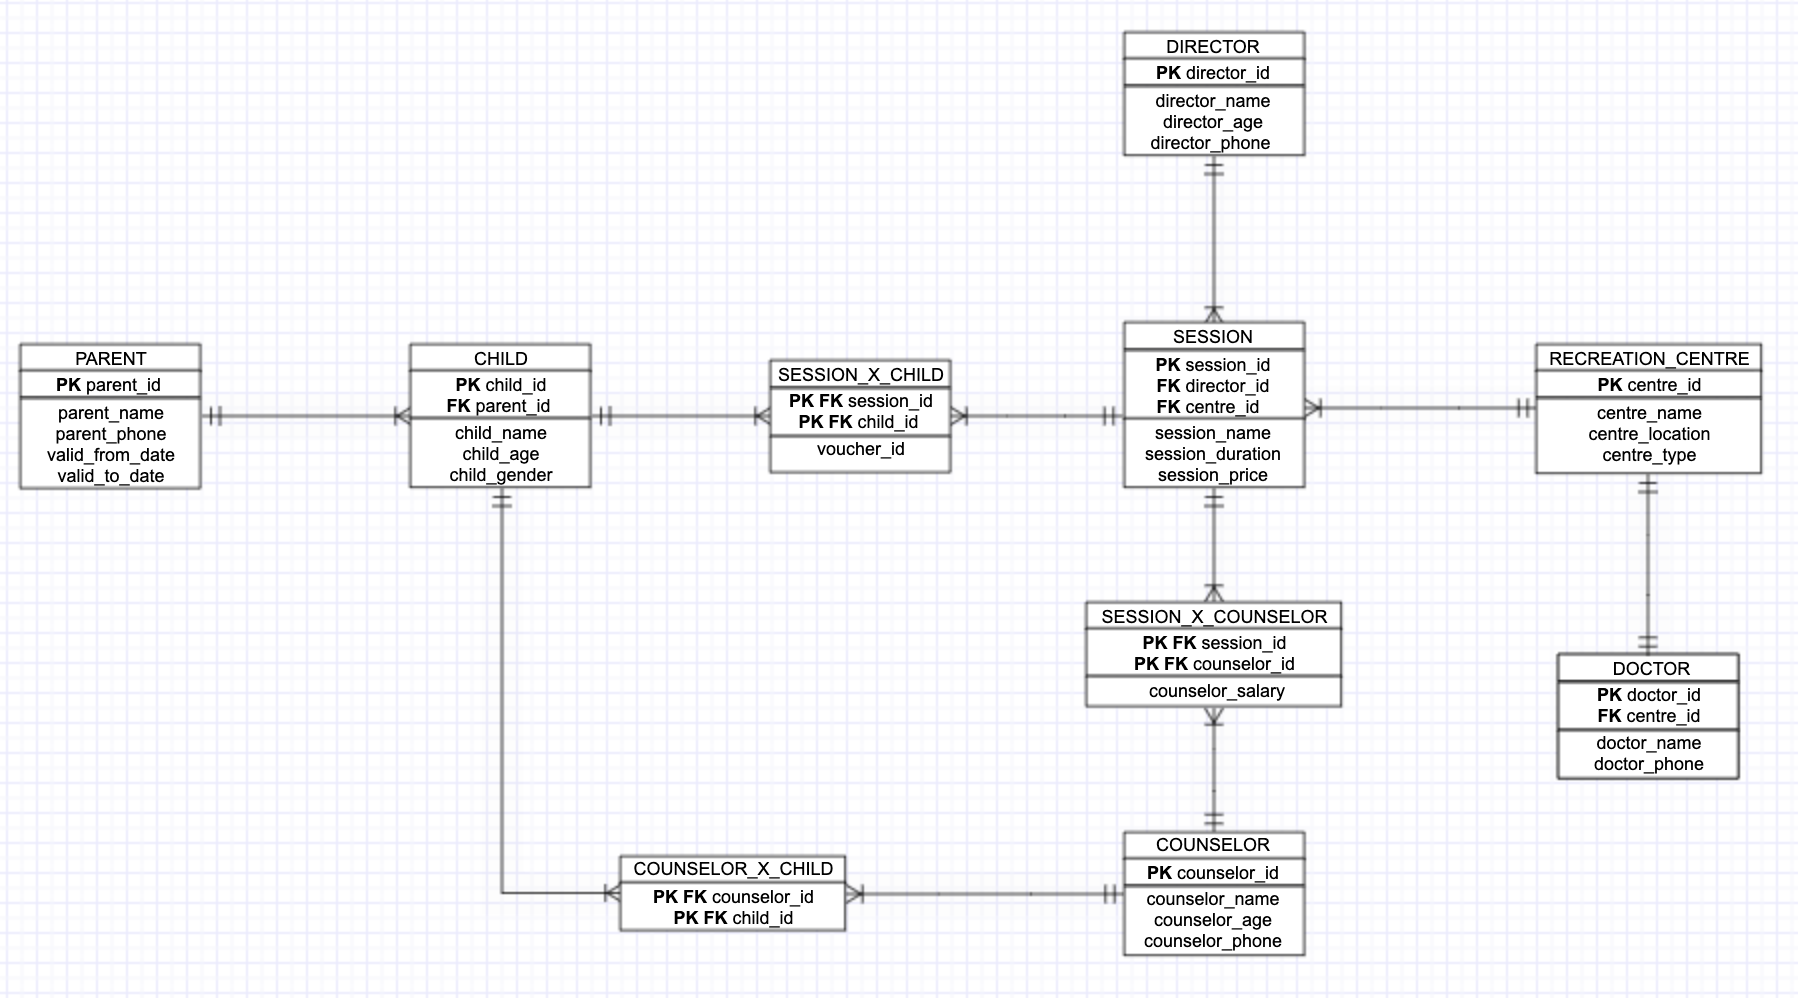 DIRECTOR
PK director_id
director_name
director_age
director_phone
PARENT
PK parent_id
parent_name
parent_phone
valid_from_date
valid_to_date
CHILD
PK child_id
FK parent_id
child_name
child_age
child_gender
SESSION_X_CHILD
PK FK session_id
PK FK child_id
voucher_id
SESSION
PK session_id
FK director_id
FK centre_id
session_name
session_duration
session_price
RECREATION_CENTRE
PK centre_id
centre_name
centre_location
centre_type
SESSION_X_COUNSELOR
PK FK session_id
PK FK counselor_id
counselor_salary
DOCTOR
PK doctor_id
FK centre_id
doctor_name
doctor_phone
COUNSELOR_X_CHILD
PK FK counselor_id
PK FK child_id
COUNSELOR
PK counselor_id
counselor_name
counselor_age
counselor_phone